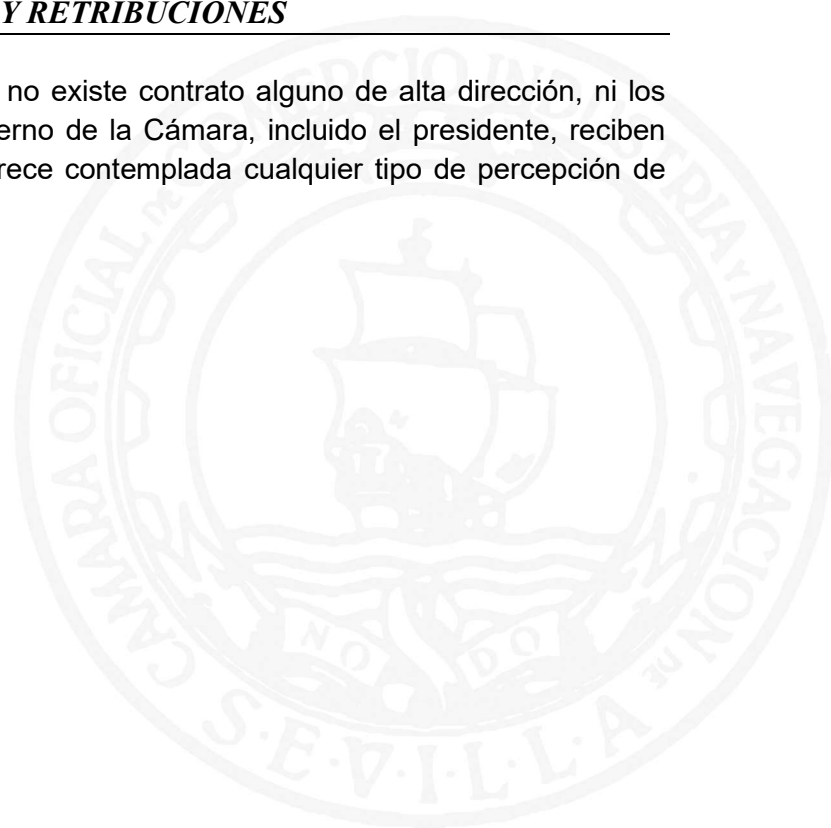 Y RETRIBUCIONES
no existe contrato alguno de alta dirección, ni los
erno de la Cámara, incluido el presidente, reciben
rece contemplada cualquier tipo de percepción de
CAMARA OFICIAL DE COMERCIO INDUSTRIA Y NAVEGACION DE
NO DO
S·E·V·I·L·L·A